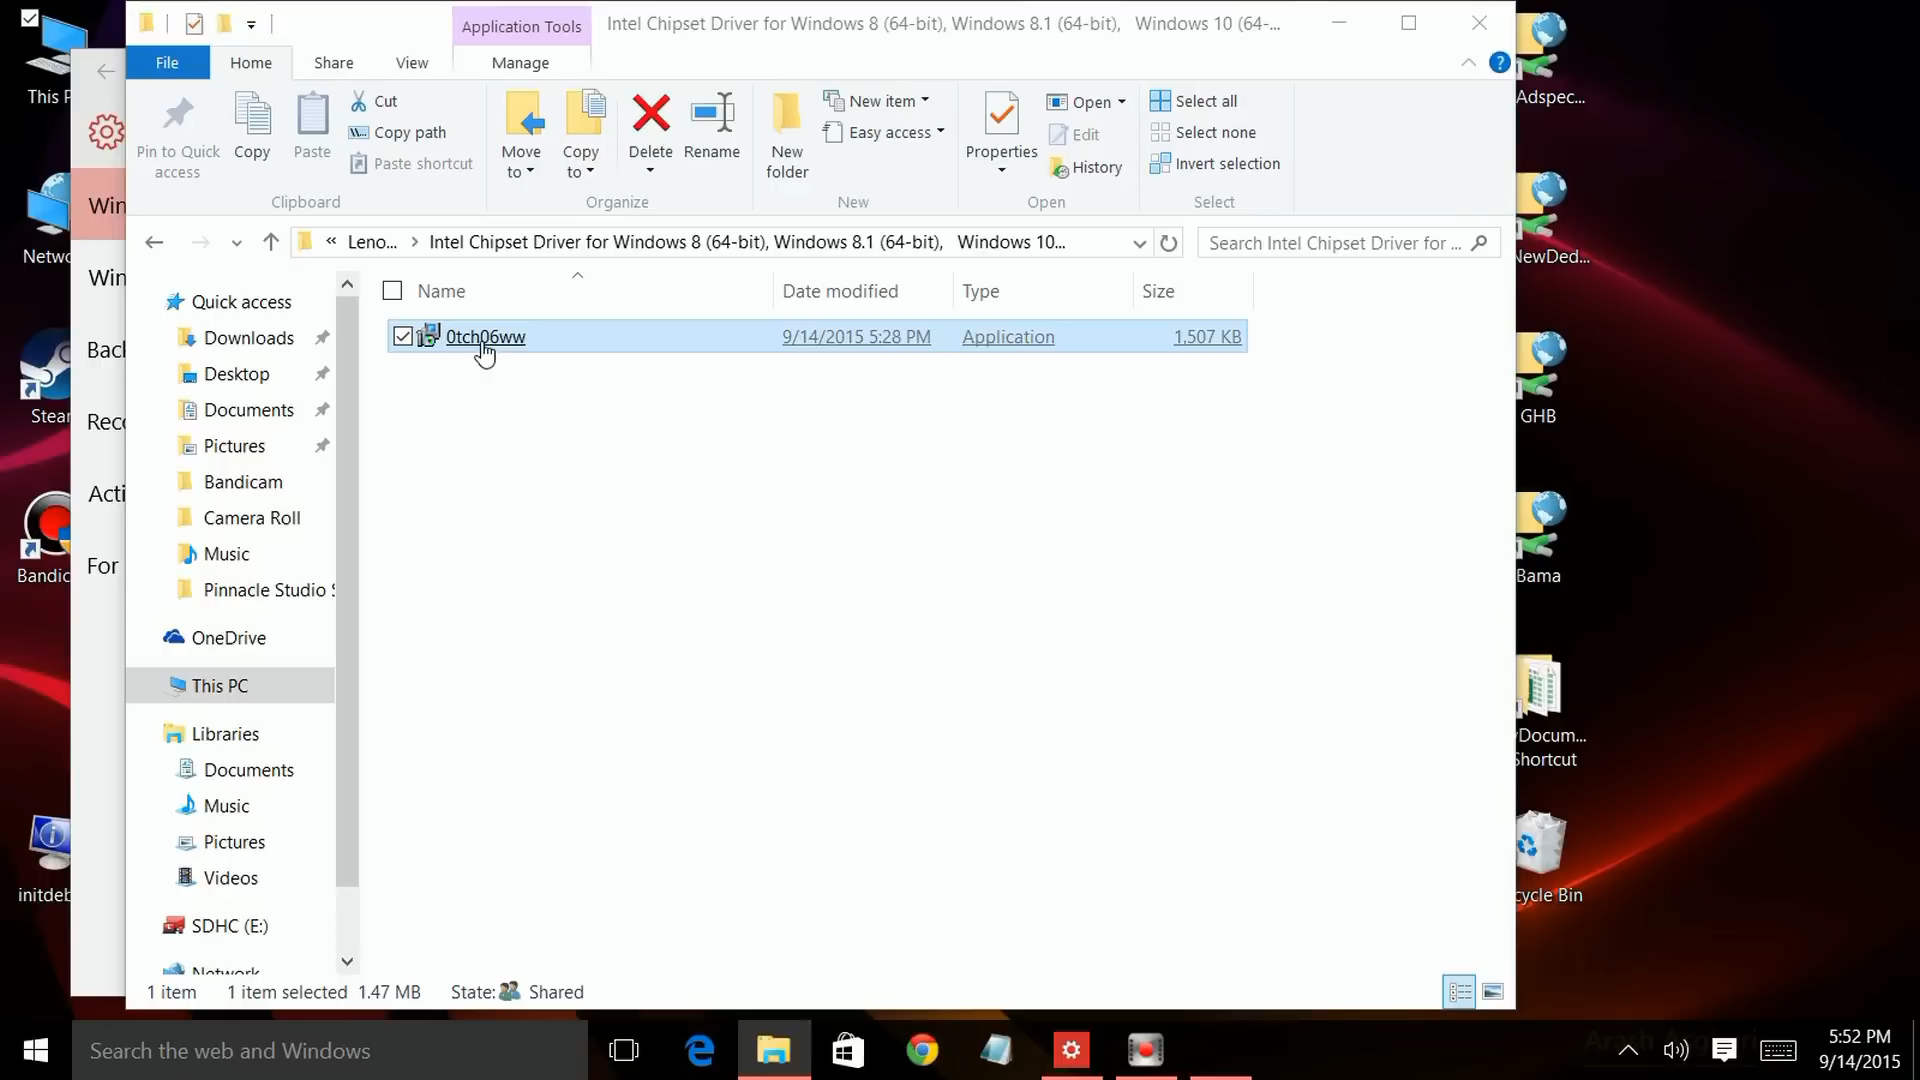 Application Tools
Intel Chipset Driver for Windows 8 (64-bit), Windows 8.1 (64-bit),   Windows 10 (64-...
File
Home
Share
View
Manage
Pin to Quick
access
Copy
Paste
Cut
Copy path
Paste shortcut
Clipboard
Move
to
Copy
to
Delete
Rename
Organize
New
folder
New item
Easy access
New
Properties
Open
Edit
History
Open
Select all
Select none
Invert selection
Select
« Leno... > Intel Chipset Driver for Windows 8 (64-bit), Windows 8.1 (64-bit),   Windows 10...
Search Intel Chipset Driver for ...
Name
Date modified
Type
Size
0tch06ww
9/14/2015 5:28 PM
Application
1,507 KB
Quick access
Downloads
Desktop
Documents
Pictures
Bandicam
Camera Roll
Music
Pinnacle Studio
OneDrive
This PC
Libraries
Documents
Music
Pictures
Videos
SDHC (E:)
Network
1 item
1 item selected
1.47 MB
State:
Shared
This P
Netwo
Stear
Bandic
initdeb
Win
Win
Back
Reco
Acti
For
Adspec...
NewDed...
GHB
Bama
yDocum...
Shortcut
cycle Bin
Search the web and Windows
5:52 PM
9/14/2015